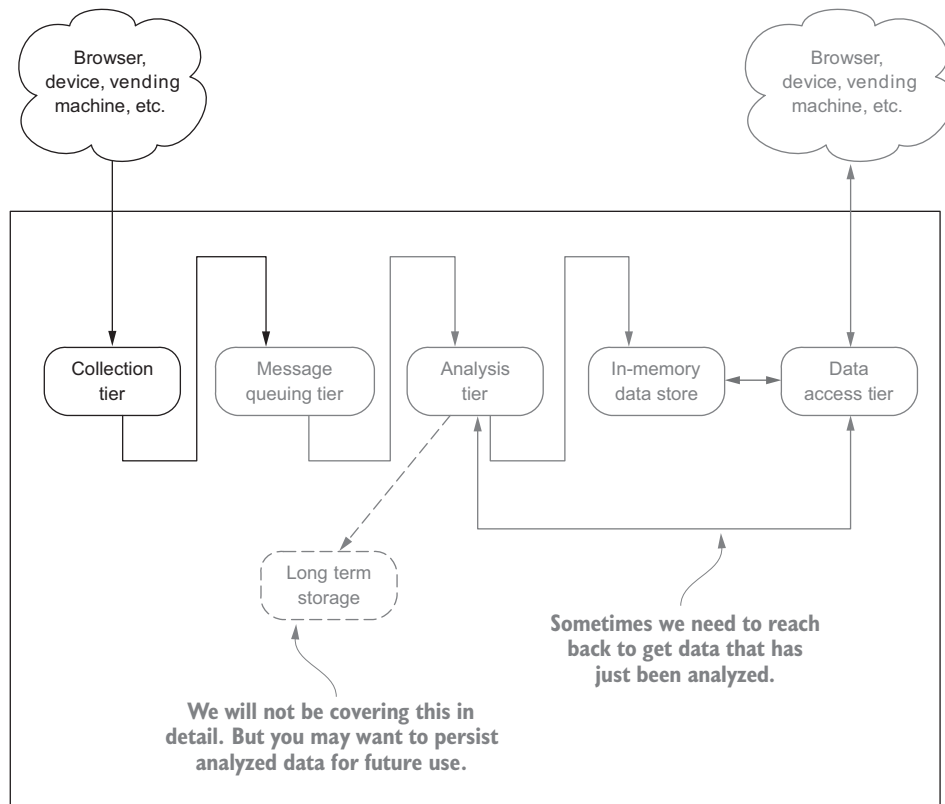 Browser,
device, vending
machine, etc.
Browser,
device, vending
machine, etc.
Collection
tier
Message
queuing tier
Analysis
tier
In-memory
data store
Data
access tier
Long term
storage
Sometimes we need to reach
back to get data that has
just been analyzed.
We will not be covering this in
detail. But you may want to persist
analyzed data for future use.